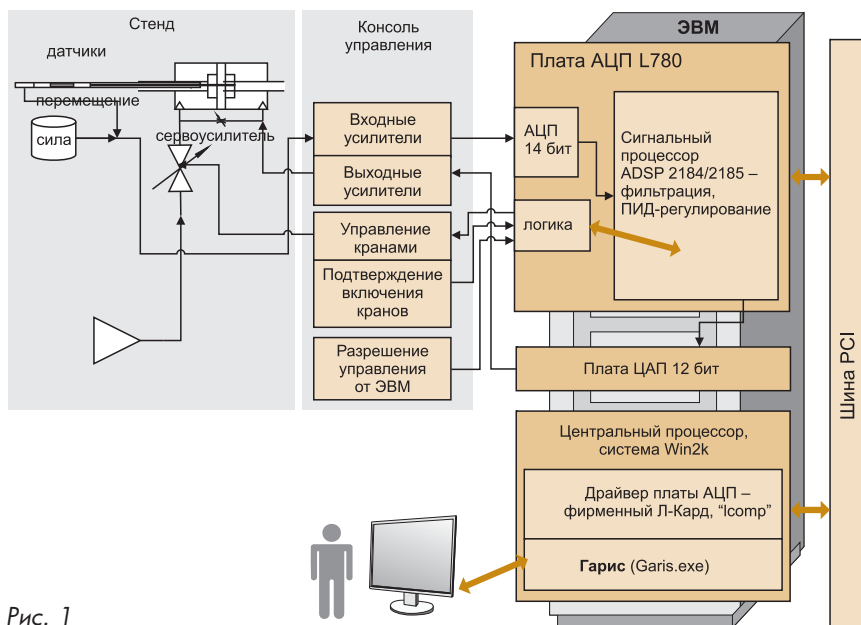 Стенд
датчики
перемещение
сила
сервоусилитель
Консоль
управления
Входные
усилители
Выходные
усилители
Управление
кранами
Подтверждение
включения
кранов
Разрешение
управления
от ЭВМ
ЭВМ
Плата АЦП L780
АЦП
14 бит
логика
Сигнальный
процессор
ADSP 2184/2185 –
фильтрация,
ПИД-регулирование
Плата ЦАП 12 бит
Центральный процессор,
система Win2k
Драйвер платы АЦП –
фирменный Л-Кард, “lcomp”
Гарис (Garis.exe)
Шина PCI
Рис. 1